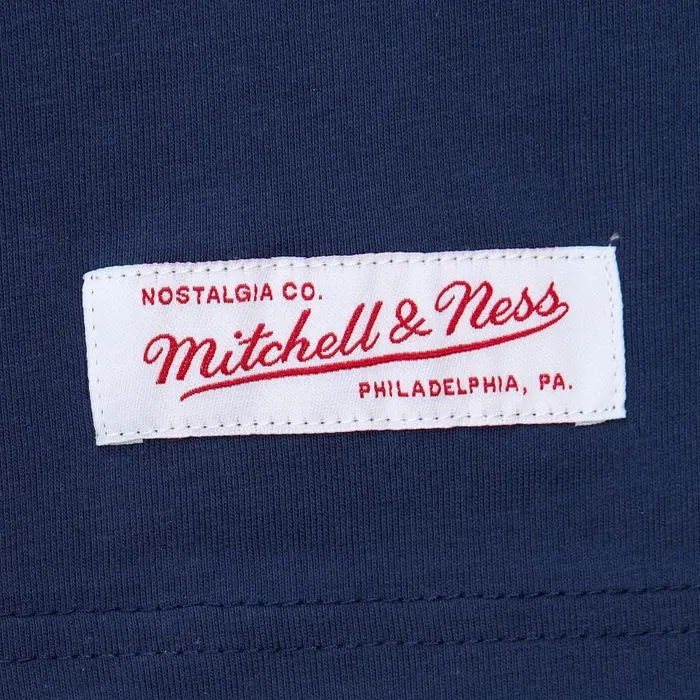 NOSTALGIA CO.
Mitchell & Ness
PHILADELPHIA, PA.